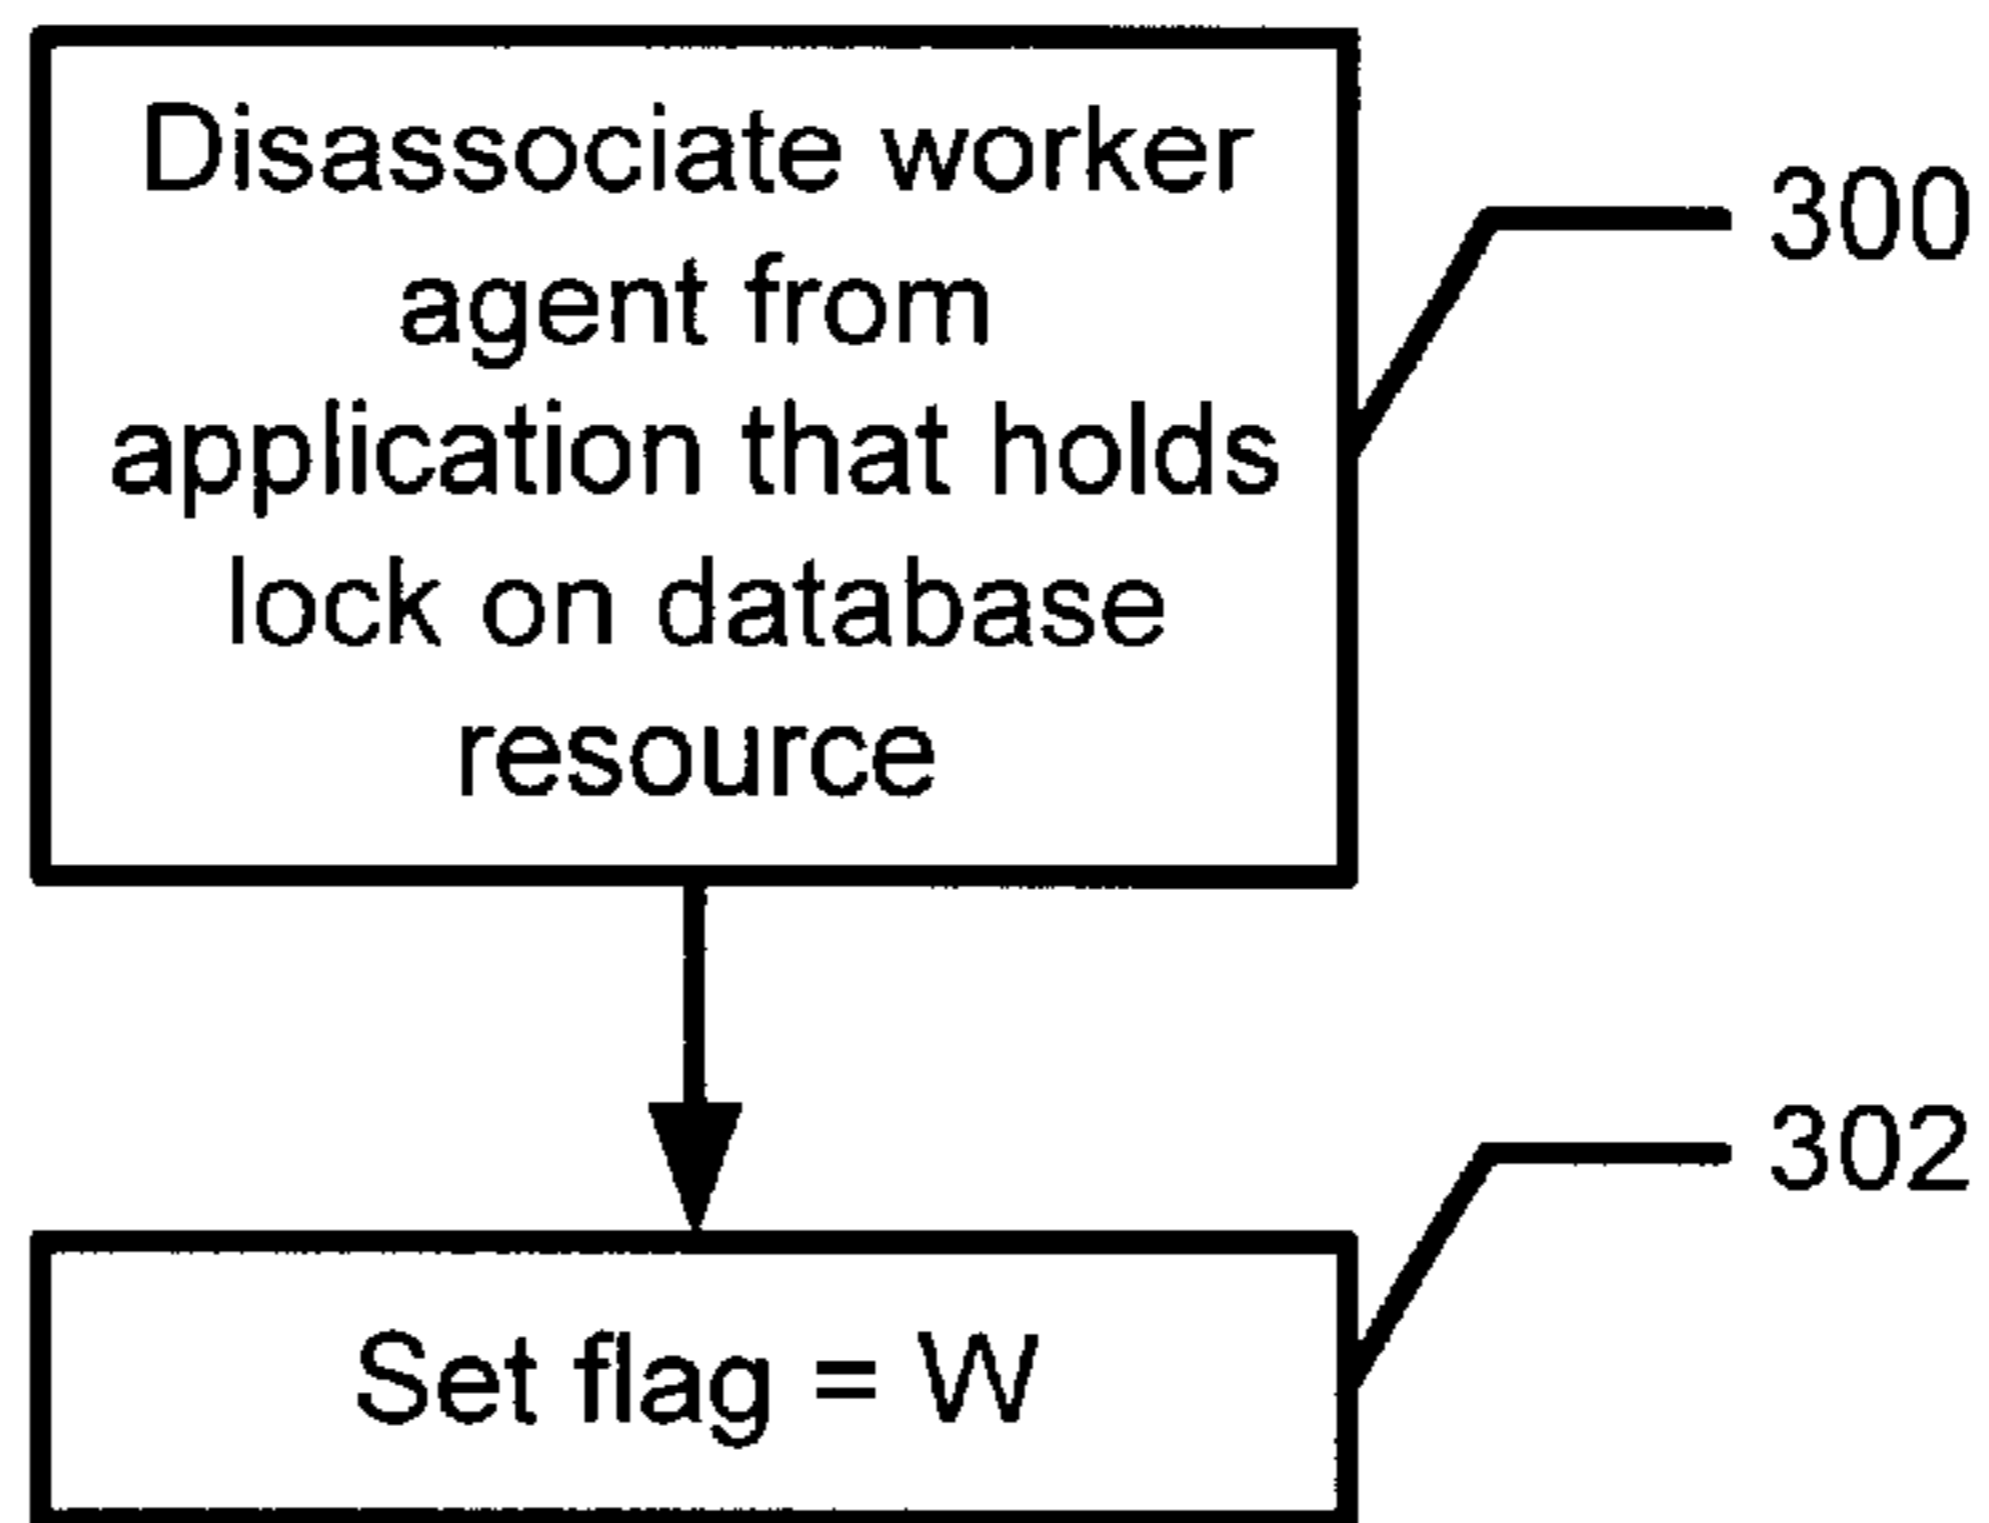 Disassociate worker
agent from
application that holds
lock on database
resource
300
302
Set flag = W